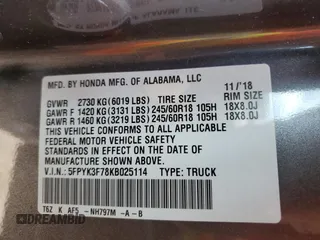 MFD. BY HONDA MFG. OF ALABAMA, LLC
11/'18
GVWR 2730 KG(6019 LBS) TIRE SIZE RIM SIZE
GAWR F 1420 KG(3131 LBS) 245/60R18 105H 18X8.0J
GAWR R 1460 KG(3219 LBS) 245/60R18 105H 18X8.0J
THIS VEHICLE CONFORMS TO ALL APPLICABLE
FEDERAL MOTOR VEHICLE SAFETY STANDARDS IN
EFFECT ON THE DATE OF MANUFACTURE SHOWN ABOVE.
V.I.N.: 5FPYK3F78KB025114 TYPE: TRUCK
T6Z K AF5 -NH797M -A-B
DREAMBID